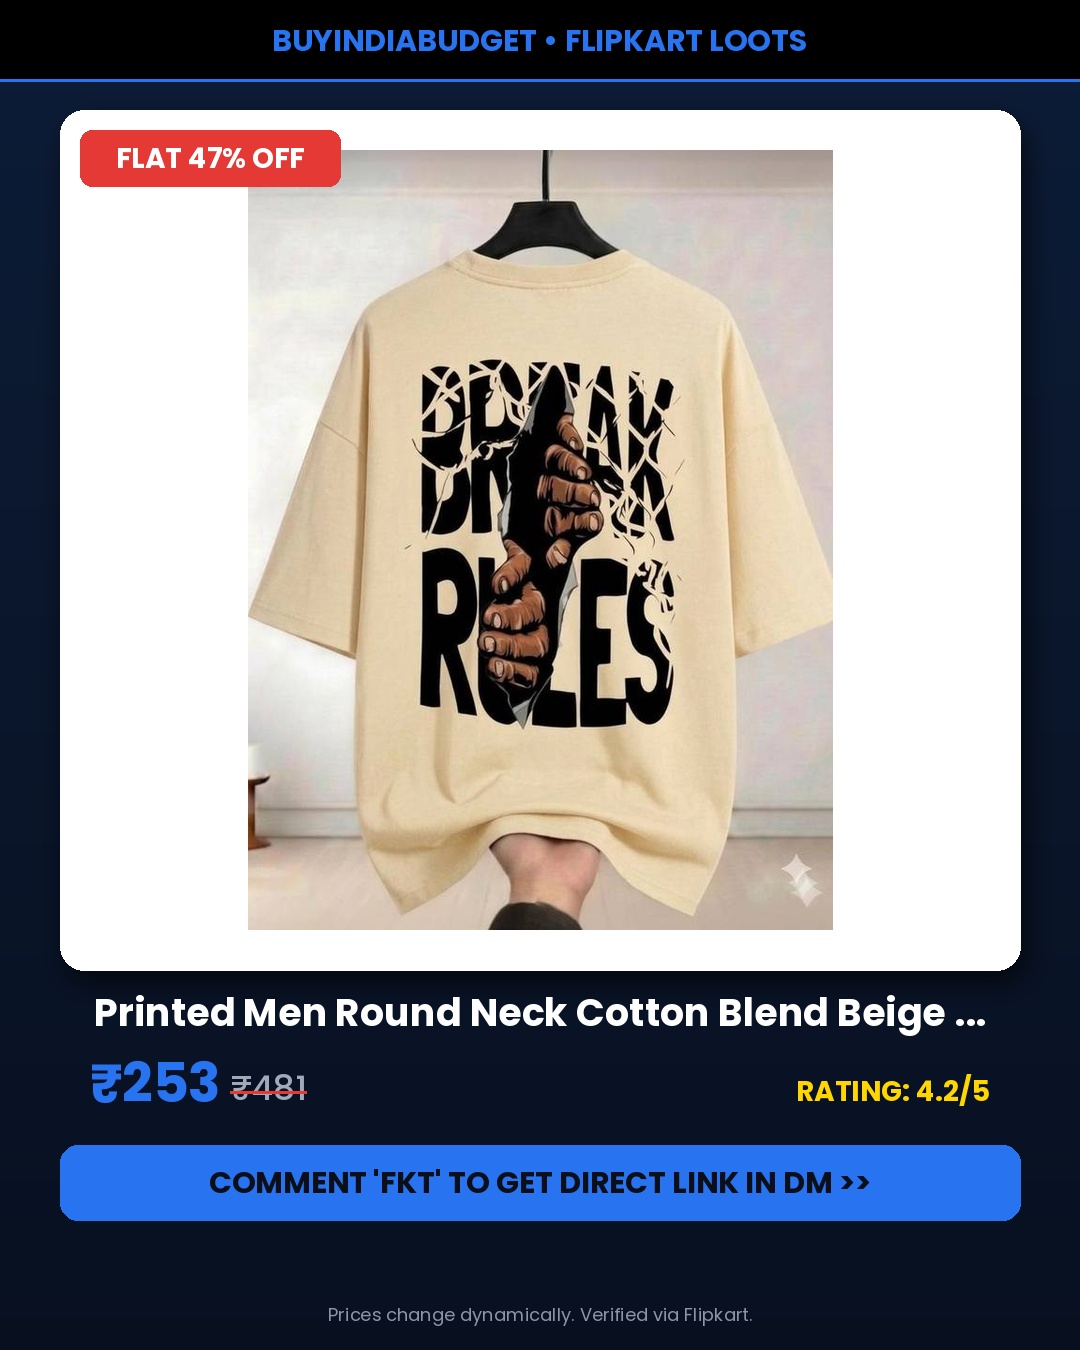 BUYINDIABUDGET • FLIPKART LOOTS
FLAT 47% OFF
BREAK
RULES
Printed Men Round Neck Cotton Blend Beige ...
₹253 ₹481
RATING: 4.2/5
COMMENT 'FKT' TO GET DIRECT LINK IN DM >>
Prices change dynamically. Verified via Flipkart.